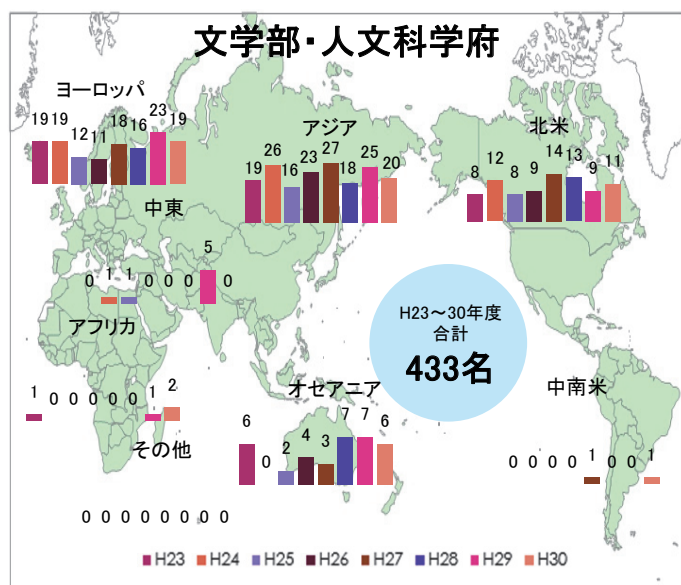 文学部・人文科学府
ヨーロッパ
19 19 12 11 18 16 23 19
アジア
19 26 16 23 27 18 25 20
北米
8 12 8 9 14 13 9 11
中東
0 1 1 0 0 0 5 0
アフリカ
1 0 0 0 0 0 1 2
H23～30年度
合計
433名
オセアニア
6 0 2 4 3 7 7 6
中南米
0 0 0 0 1 0 0 1
その他
0 0 0 0 0 0 0 0
H23 H24 H25 H26 H27 H28 H29 H30